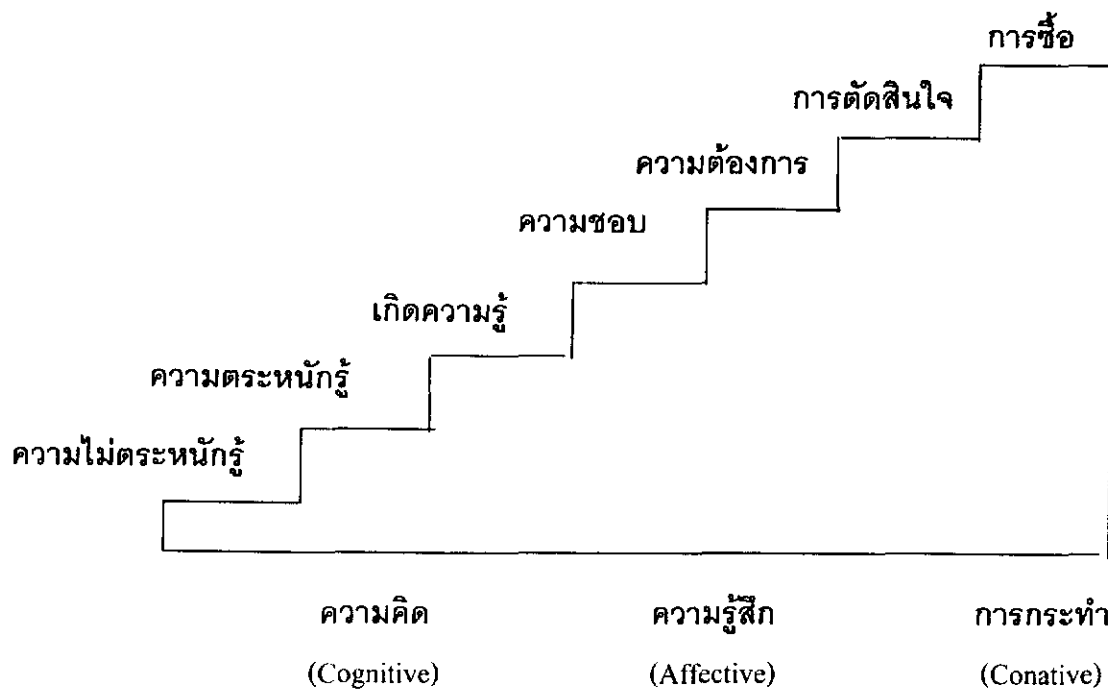 การซื้อ
การตัดสินใจ
ความต้องการ
ความชอบ
เกิดความรู้
ความตระหนักรู้
ความไม่ตระหนักรู้
ความคิด ความรู้สึก การกระทำ
(Cognitive) (Affective) (Conative)